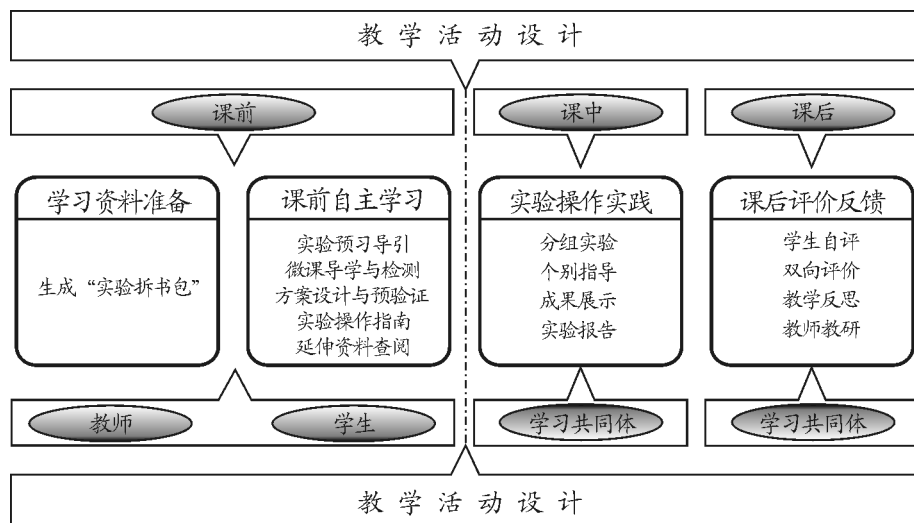 教学活动设计
课前
课中
课后
学习资料准备
生成“实验拆书包”
课前自主学习
实验预习导引
微课导学与检测
方案设计与预验证
实验操作指南
延伸资料查阅
实验操作实践
分组实验
个别指导
成果展示
实验报告
课后评价反馈
学生自评
双向评价
教学反思
教师教研
教师
学生
学习共同体
学习共同体
教学活动设计